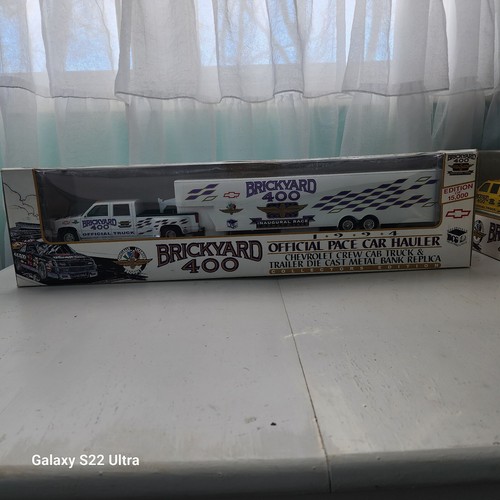 BRICKYARD
400
EDITION
15,000
BRICKYARD
400
INAUGURAL RACE
OFFICIAL TRUCK
BRICKYARD
400
1994
OFFICIAL PACE CAR HAULER
CHEVROLET CREW CAB TRUCK &
TRAILER DIE CAST METAL BANK REPLICA
COLLECTORS EDITION
Galaxy S22 Ultra